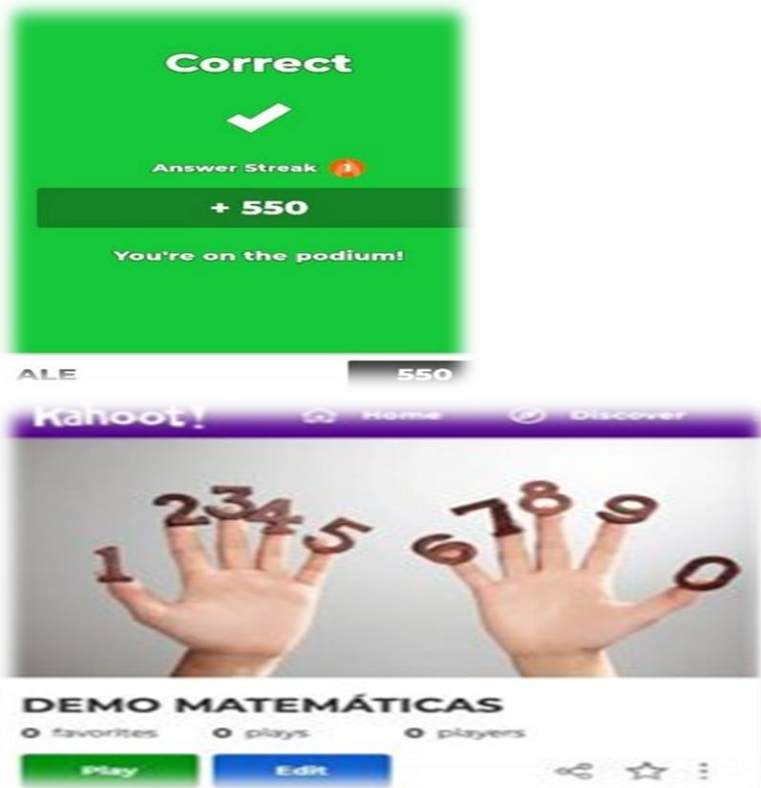 Correct
Answer Streak 1
+ 550
You're on the podium!
ALE 550
Kahoot! Home Discover
1 2 3 4 5 6 7 8 9 0
DEMO MATEMÁTICAS
0 favorites 0 plays 0 players
Play Edit